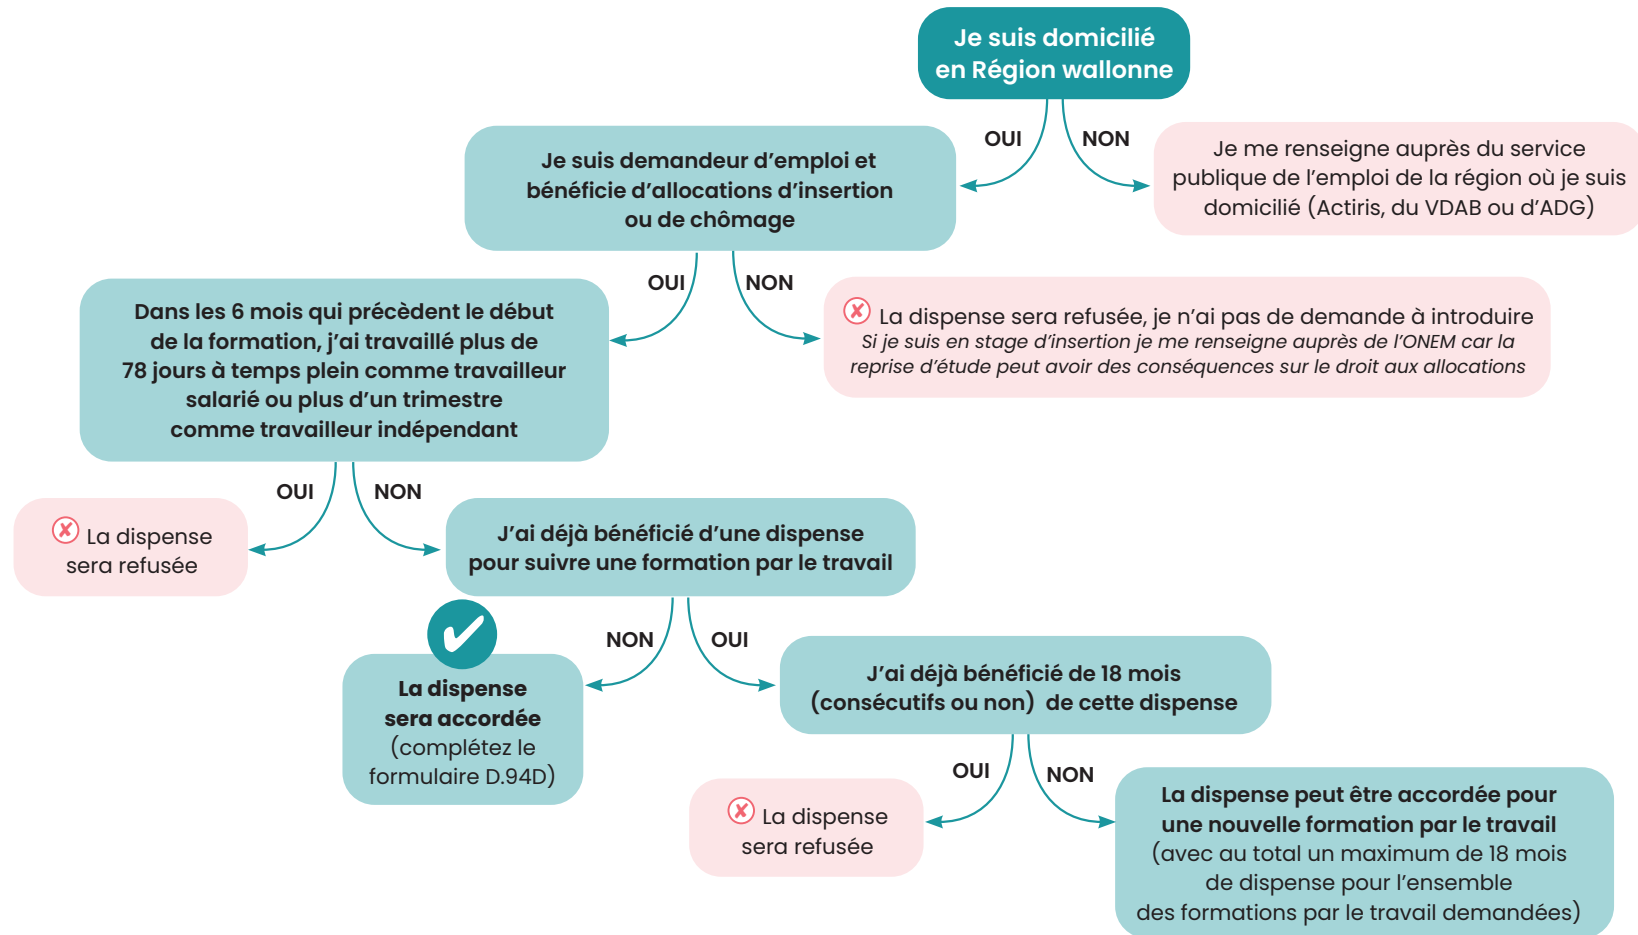 Je suis domicilié
en Région wallonne
OUI
NON
Je me renseigne auprès du service
publique de l'emploi de la région où je suis
domicilié (Actiris, du VDAB ou d'ADG)
Je suis demandeur d'emploi et
bénéficie d'allocations d'insertion
ou de chômage
OUI
NON
La dispense sera refusée, je n'ai pas de demande à introduire
Si je suis en stage d'insertion je me renseigne auprès de l'ONEM car la
reprise d'étude peut avoir des conséquences sur le droit aux allocations
Dans les 6 mois qui précèdent le début
de la formation, j'ai travaillé plus de
78 jours à temps plein comme travailleur
salarié ou plus d'un trimestre
comme travailleur indépendant
OUI
NON
La dispense
sera refusée
J'ai déjà bénéficié d'une dispense
pour suivre une formation par le travail
NON
OUI
La dispense
sera accordée
(complétez le
formulaire D.94D)
J'ai déjà bénéficié de 18 mois
(consécutifs ou non) de cette dispense
OUI
NON
La dispense
sera refusée
La dispense peut être accordée pour
une nouvelle formation par le travail
(avec au total un maximum de 18 mois
de dispense pour l'ensemble
des formations par le travail demandées)